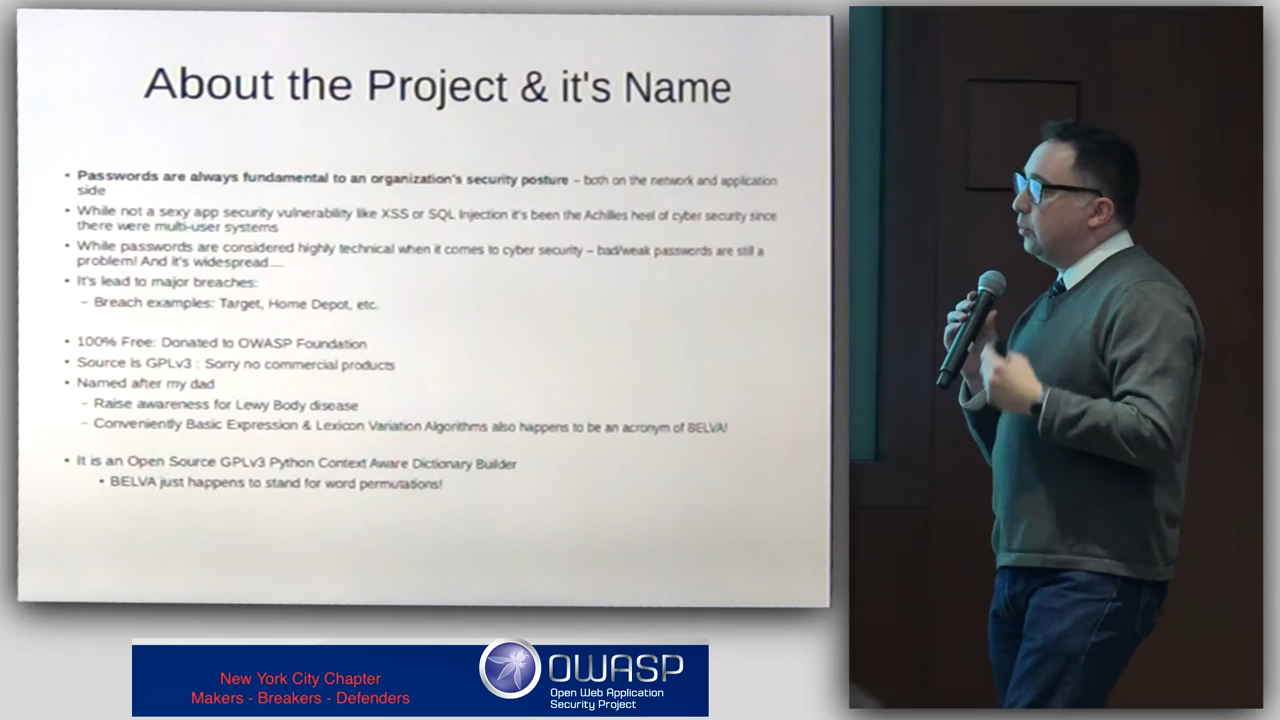 About the Project & it's Name
• Passwords are always fundamental to an organization's security posture – both on the network and application
side
• While not a sexy app security vulnerability like XSS or SQL Injection it's been the Achilles heel of cyber security since
there were multi-user systems
• While passwords are considered highly technical when it comes to cyber security – bad/weak passwords are still a
problem! And it's widespread....
• It's lead to major breaches:
– Breach examples: Target, Home Depot, etc.
• 100% Free: Donated to OWASP Foundation
• Source is GPLv3 : Sorry no commercial products
• Named after my dad
– Raise awareness for Lewy Body disease
– Conveniently Basic Expression & Lexicon Variation Algorithms also happens to be an acronym of BELVA!
• It is an Open Source GPLv3 Python Context Aware Dictionary Builder
• BELVA just happens to stand for word permutations!
New York City Chapter
Makers - Breakers - Defenders
OWASP
Open Web Application
Security Project